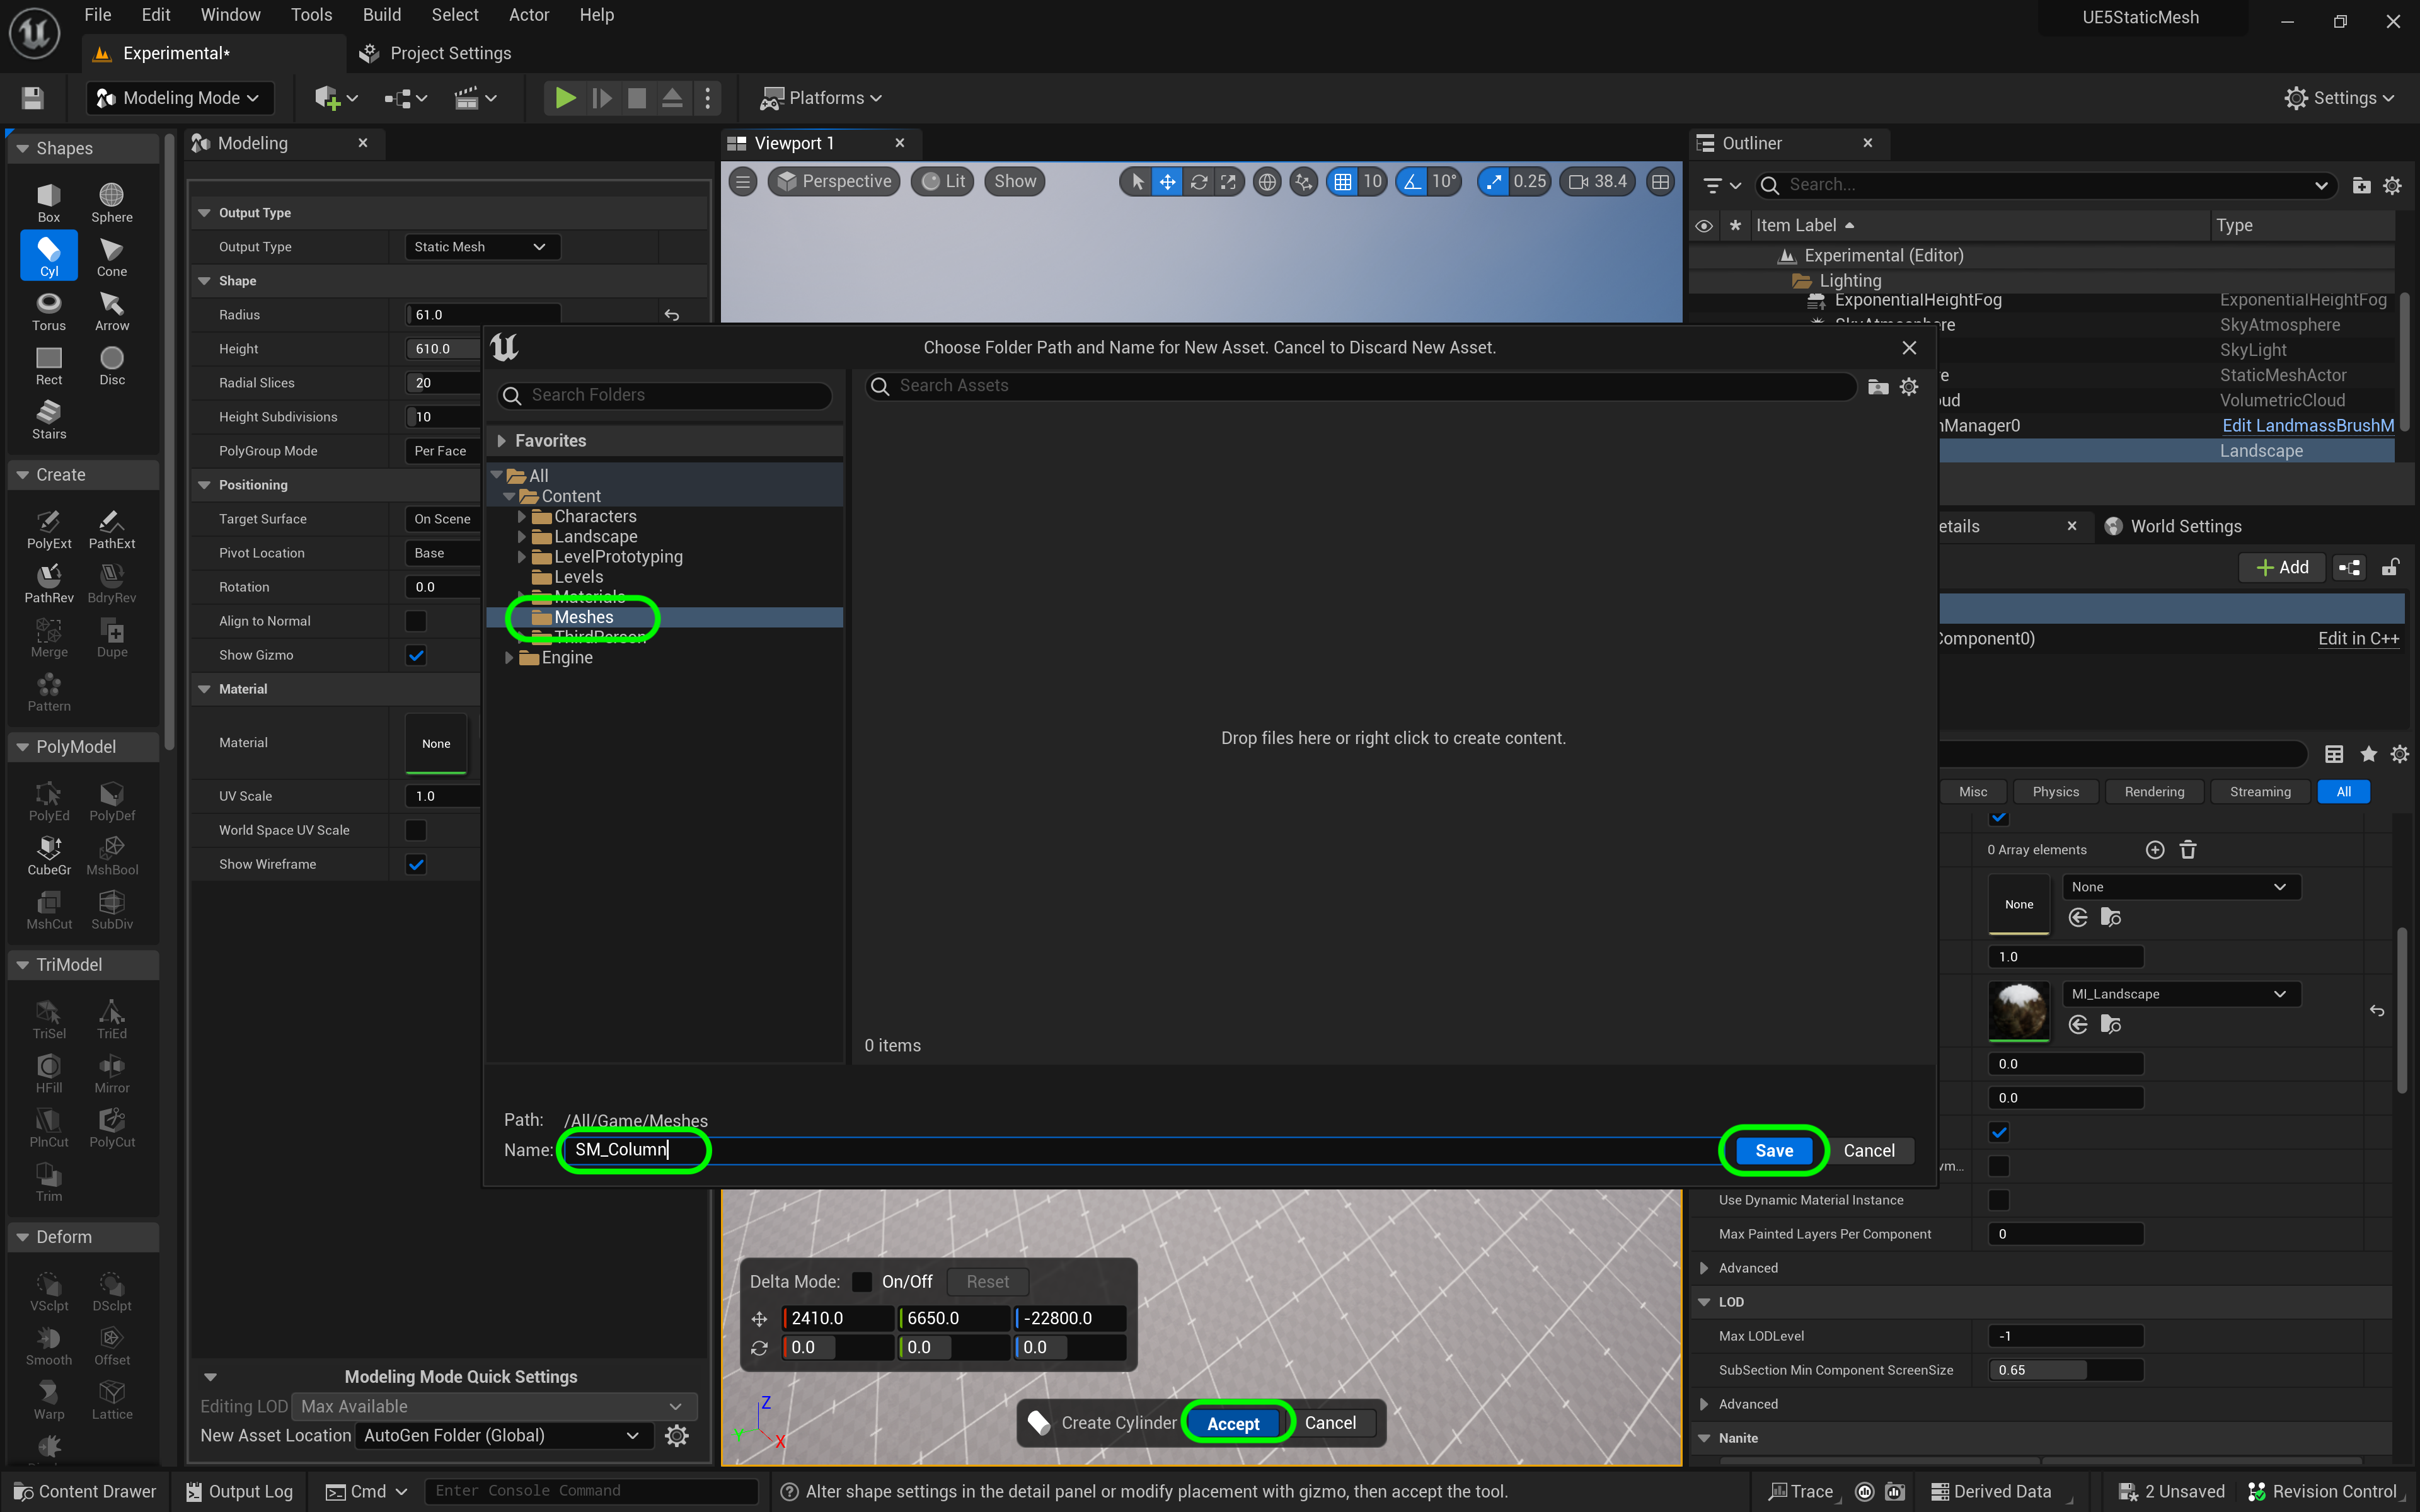 File Edit Window Tools Build Select Actor Help
UE5StaticMesh
Experimental*
Project Settings
Modeling Mode
Platforms
Settings
Shapes
Box Sphere
Cyl Cone
Torus Arrow
Rect Disc
Stairs
Create
PolyExt PathExt
PathRev BdryRev
Merge Dupe
Pattern
PolyModel
PolyEd PolyDef
CubeGr MshBool
MshCut SubDiv
TriModel
TriSel TriEd
HFill Mirror
PlnCut PolyCut
Trim
Deform
VSclpt DSclpt
Smooth Offset
Warp Lattice
Modeling
Output Type
Output Type Static Mesh
Shape
Radius 61.0
Height 610.0
Radial Slices 20
Height Subdivisions 10
PolyGroup Mode Per Face
Positioning
Target Surface On Scene
Pivot Location Base
Rotation 0.0
Align to Normal
Show Gizmo
Material
Material None
UV Scale 1.0
World Space UV Scale
Show Wireframe
Modeling Mode Quick Settings
Editing LOD Max Available
New Asset Location AutoGen Folder (Global)
Viewport 1
Perspective Lit Show 10 10° 0.25 38.4
Choose Folder Path and Name for New Asset. Cancel to Discard New Asset.
Search Folders
Search Assets
Favorites
All
Content
Characters
Landscape
LevelPrototyping
Levels
Materials
Meshes
ThirdPerson
Engine
Drop files here or right click to create content.
0 items
Path: /All/Game/Meshes
Name: SM_Column
Save Cancel
Delta Mode: On/Off Reset
2410.0 6650.0 -22800.0
0.0 0.0 0.0
Z
Y
X
Create Cylinder Accept Cancel
Outliner
Search...
Item Label Type
Experimental (Editor)
Lighting
ExponentialHeightFog ExponentialHeightFog
SkyAtmosphere
SkyLight
StaticMeshActor
oud VolumetricCloud
Manager0 Edit LandmassBrushM
Landscape
etails
World Settings
Add
Component0) Edit in C++
Misc Physics Rendering Streaming All
0 Array elements
None None
1.0
MI_Landscape
0.0
0.0
Use Dynamic Material Instance
Max Painted Layers Per Component 0
Advanced
LOD
Max LODLevel -1
SubSection Min Component ScreenSize 0.65
Advanced
Nanite
Content Drawer Output Log Cmd Enter Console Command
Alter shape settings in the detail panel or modify placement with gizmo, then accept the tool.
Trace Derived Data 2 Unsaved Revision Control